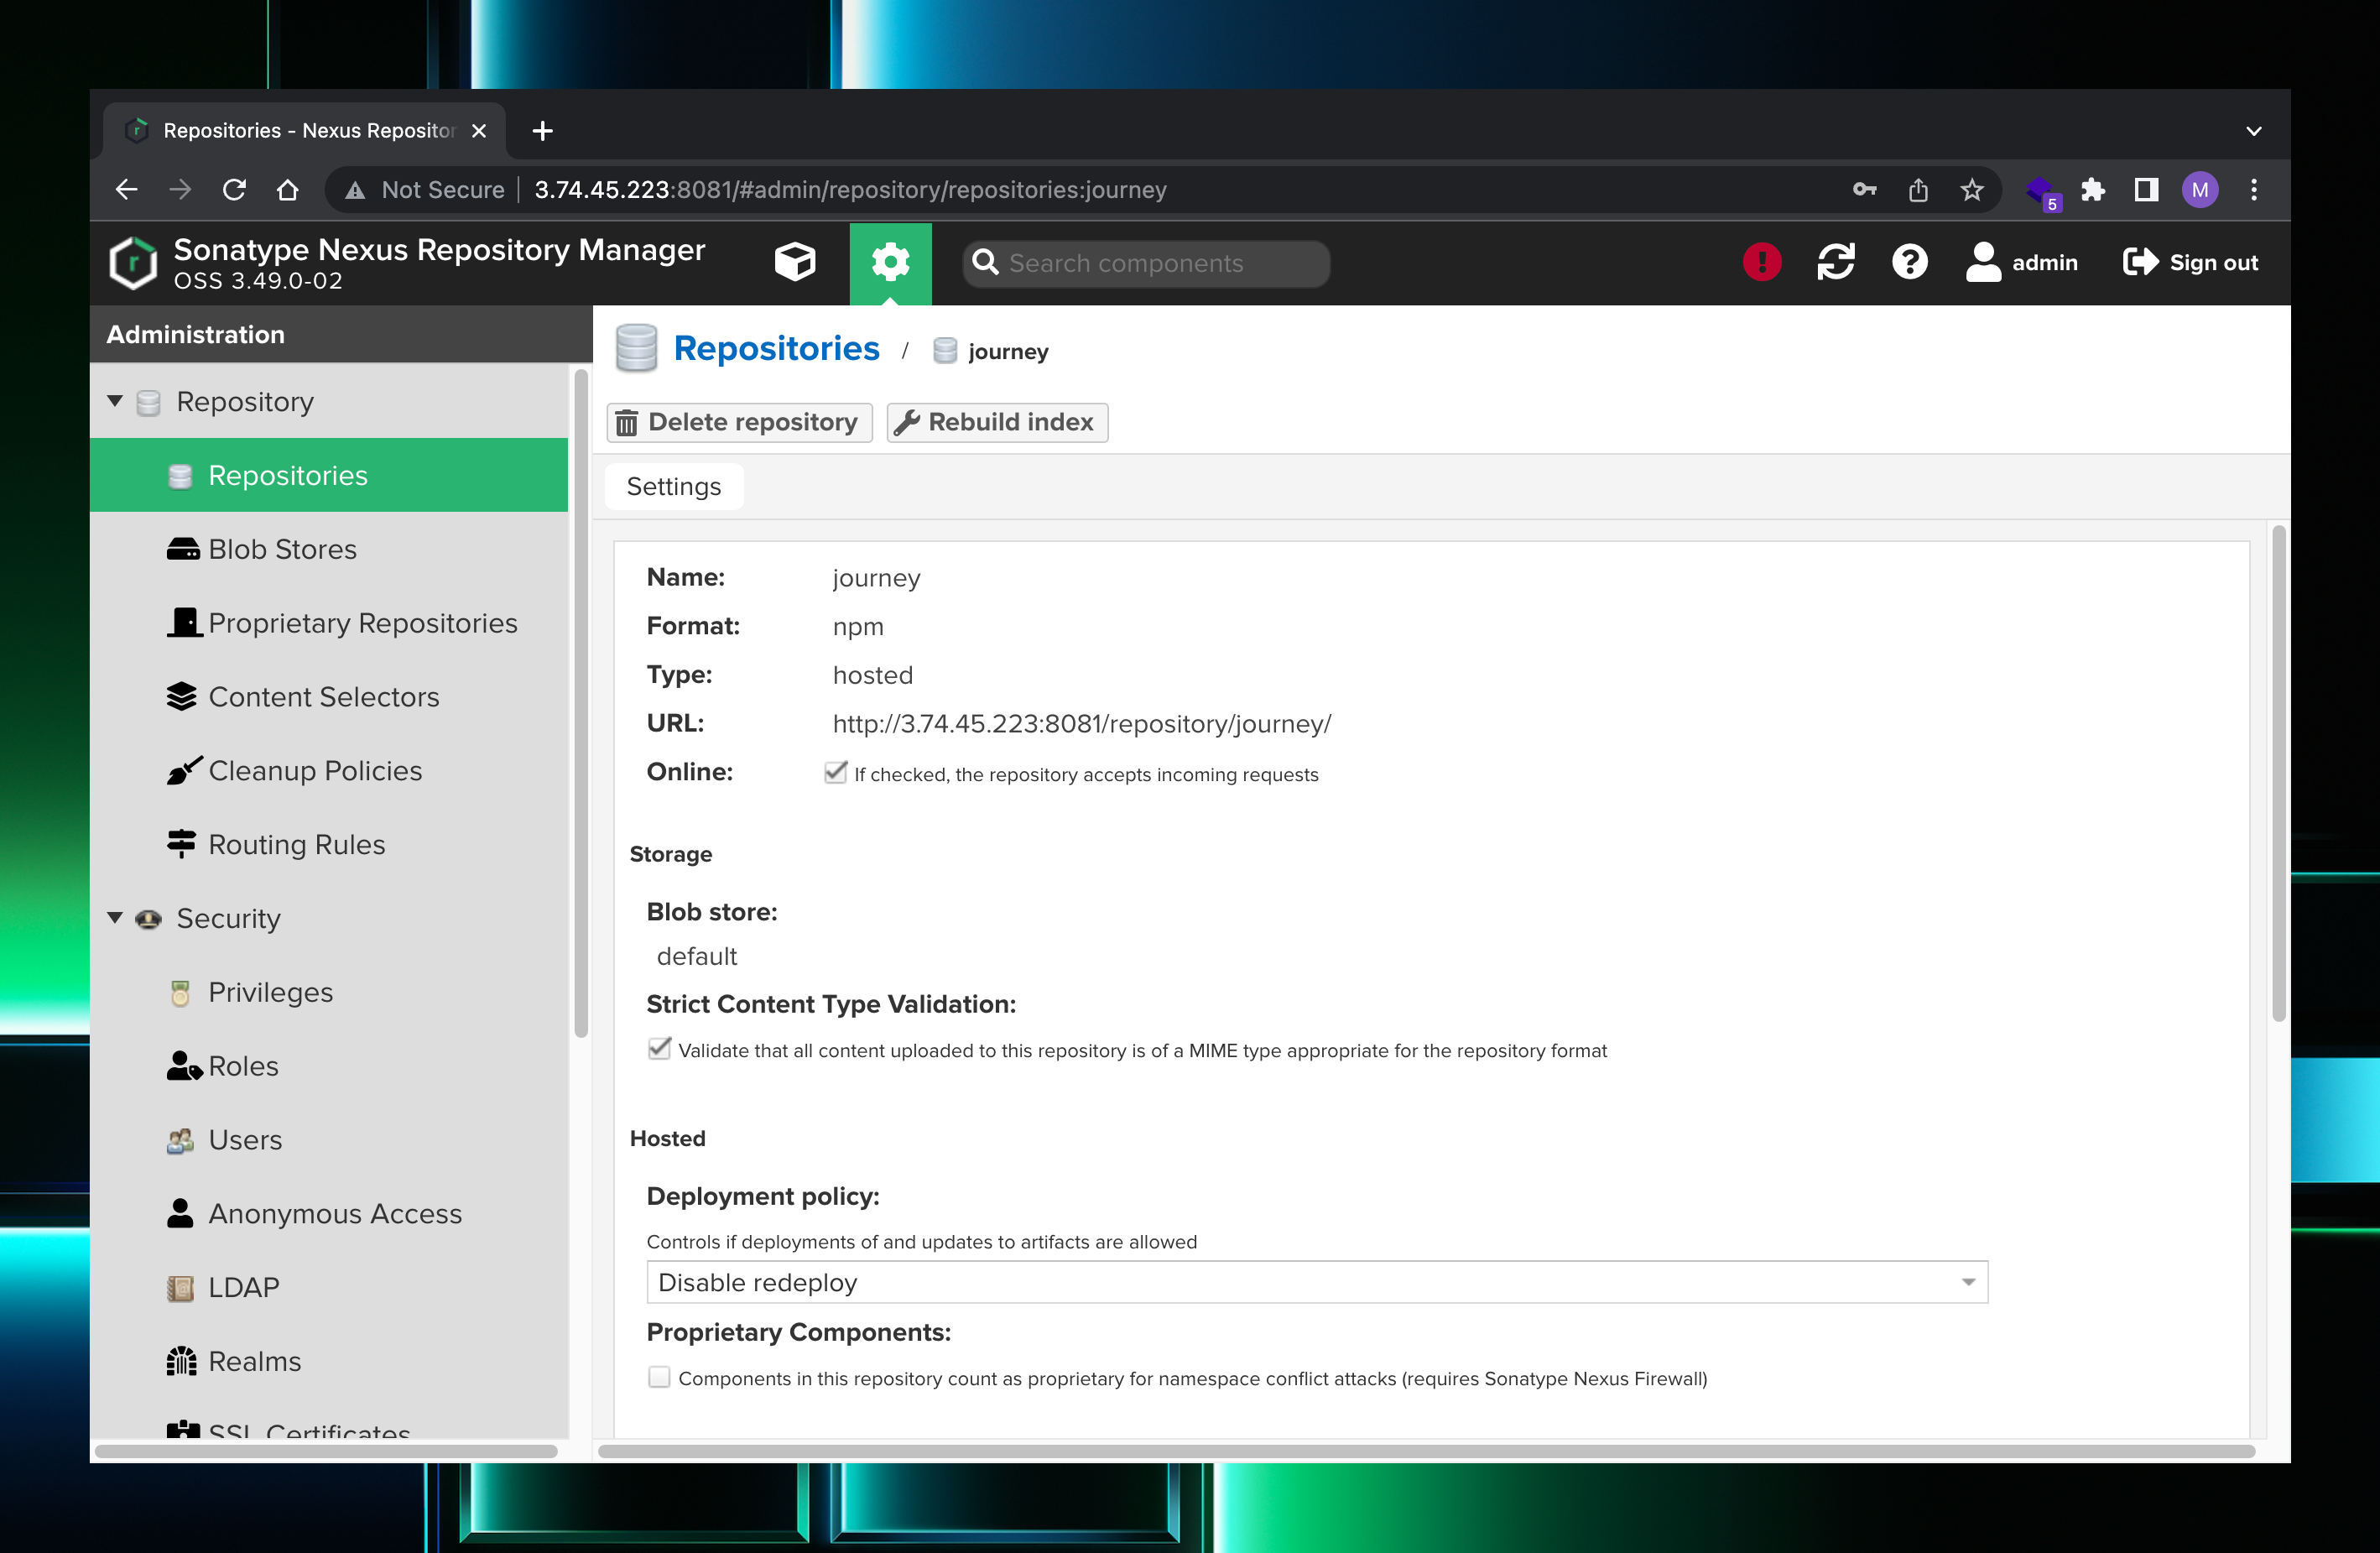 Repositories - Nexus Repositor
Not Secure
3.74.45.223:8081/#admin/repository/repositories:journey
5
M
Sonatype Nexus Repository Manager
OSS 3.49.0-02
Search components
admin
Sign out
Administration
Repository
Repositories
Blob Stores
Proprietary Repositories
Content Selectors
Cleanup Policies
Routing Rules
Security
Privileges
Roles
Users
Anonymous Access
LDAP
Realms
SSL Certificates
Repositories / journey
Delete repository
Rebuild index
Settings
Name: journey
Format: npm
Type: hosted
URL: http://3.74.45.223:8081/repository/journey/
Online: If checked, the repository accepts incoming requests
Storage
Blob store:
default
Strict Content Type Validation:
Validate that all content uploaded to this repository is of a MIME type appropriate for the repository format
Hosted
Deployment policy:
Controls if deployments of and updates to artifacts are allowed
Disable redeploy
Proprietary Components:
Components in this repository count as proprietary for namespace conflict attacks (requires Sonatype Nexus Firewall)